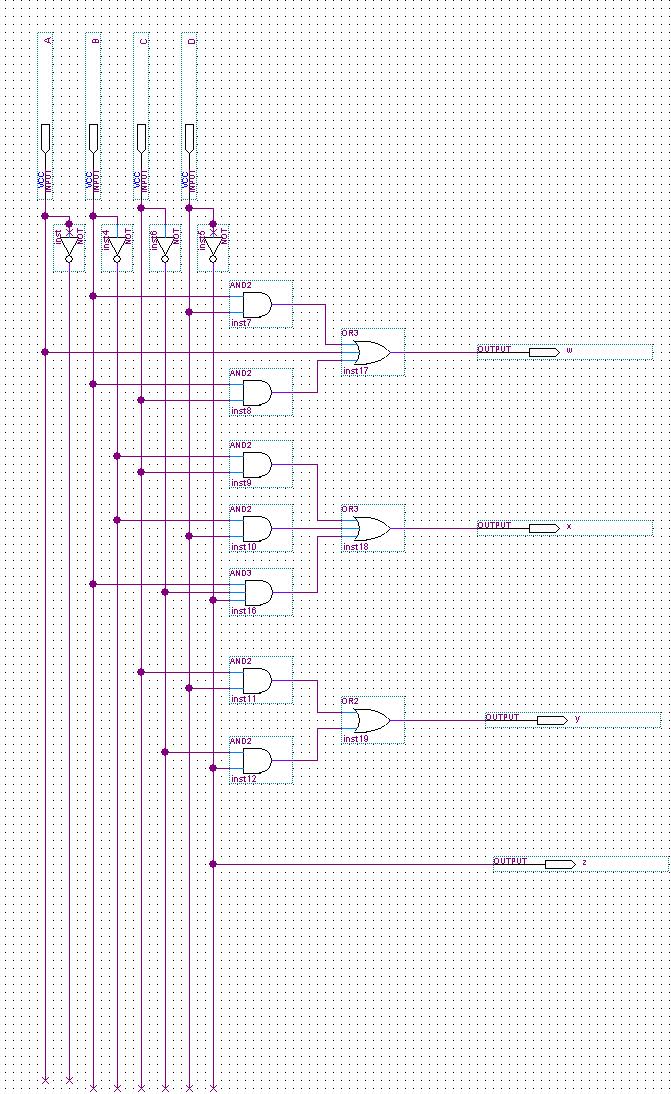 A
B
C
D
VCC
INPUT
VCC
INPUT
VCC
INPUT
VCC
INPUT
inst
NOT
inst4
NOT
inst6
NOT
inst5
NOT
AND2
inst7
OR3
inst17
OUTPUT
w
AND2
inst8
AND2
inst9
AND2
inst10
OR3
inst18
OUTPUT
x
AND3
inst16
AND2
inst11
OR2
inst19
OUTPUT
y
AND2
inst12
OUTPUT
z